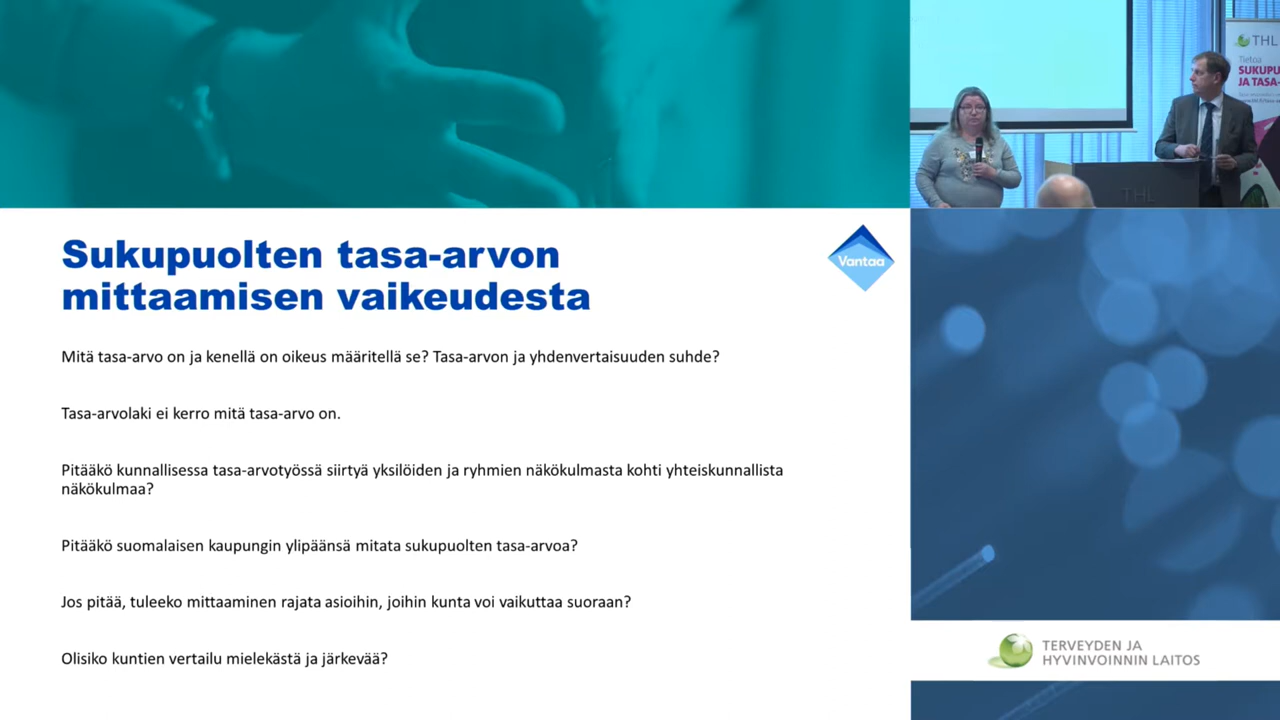 THL
Tietoa
SUKUPU
JA TASA-
THL
Sukupuolten tasa-arvon
mittaamisen vaikeudesta
Vantaa
Mitä tasa-arvo on ja kenellä on oikeus määritellä se? Tasa-arvon ja yhdenvertaisuuden suhde?
Tasa-arvolaki ei kerro mitä tasa-arvo on.
Pitääkö kunnallisessa tasa-arvotyössä siirtyä yksilöiden ja ryhmien näkökulmasta kohti yhteiskunnallista
näkökulmaa?
Pitääkö suomalaisen kaupungin ylipäänsä mitata sukupuolten tasa-arvoa?
Jos pitää, tuleeko mittaaminen rajata asioihin, joihin kunta voi vaikuttaa suoraan?
Olisiko kuntien vertailu mielekästä ja järkevää?
TERVEYDEN JA
HYVINVOINNIN LAITOS